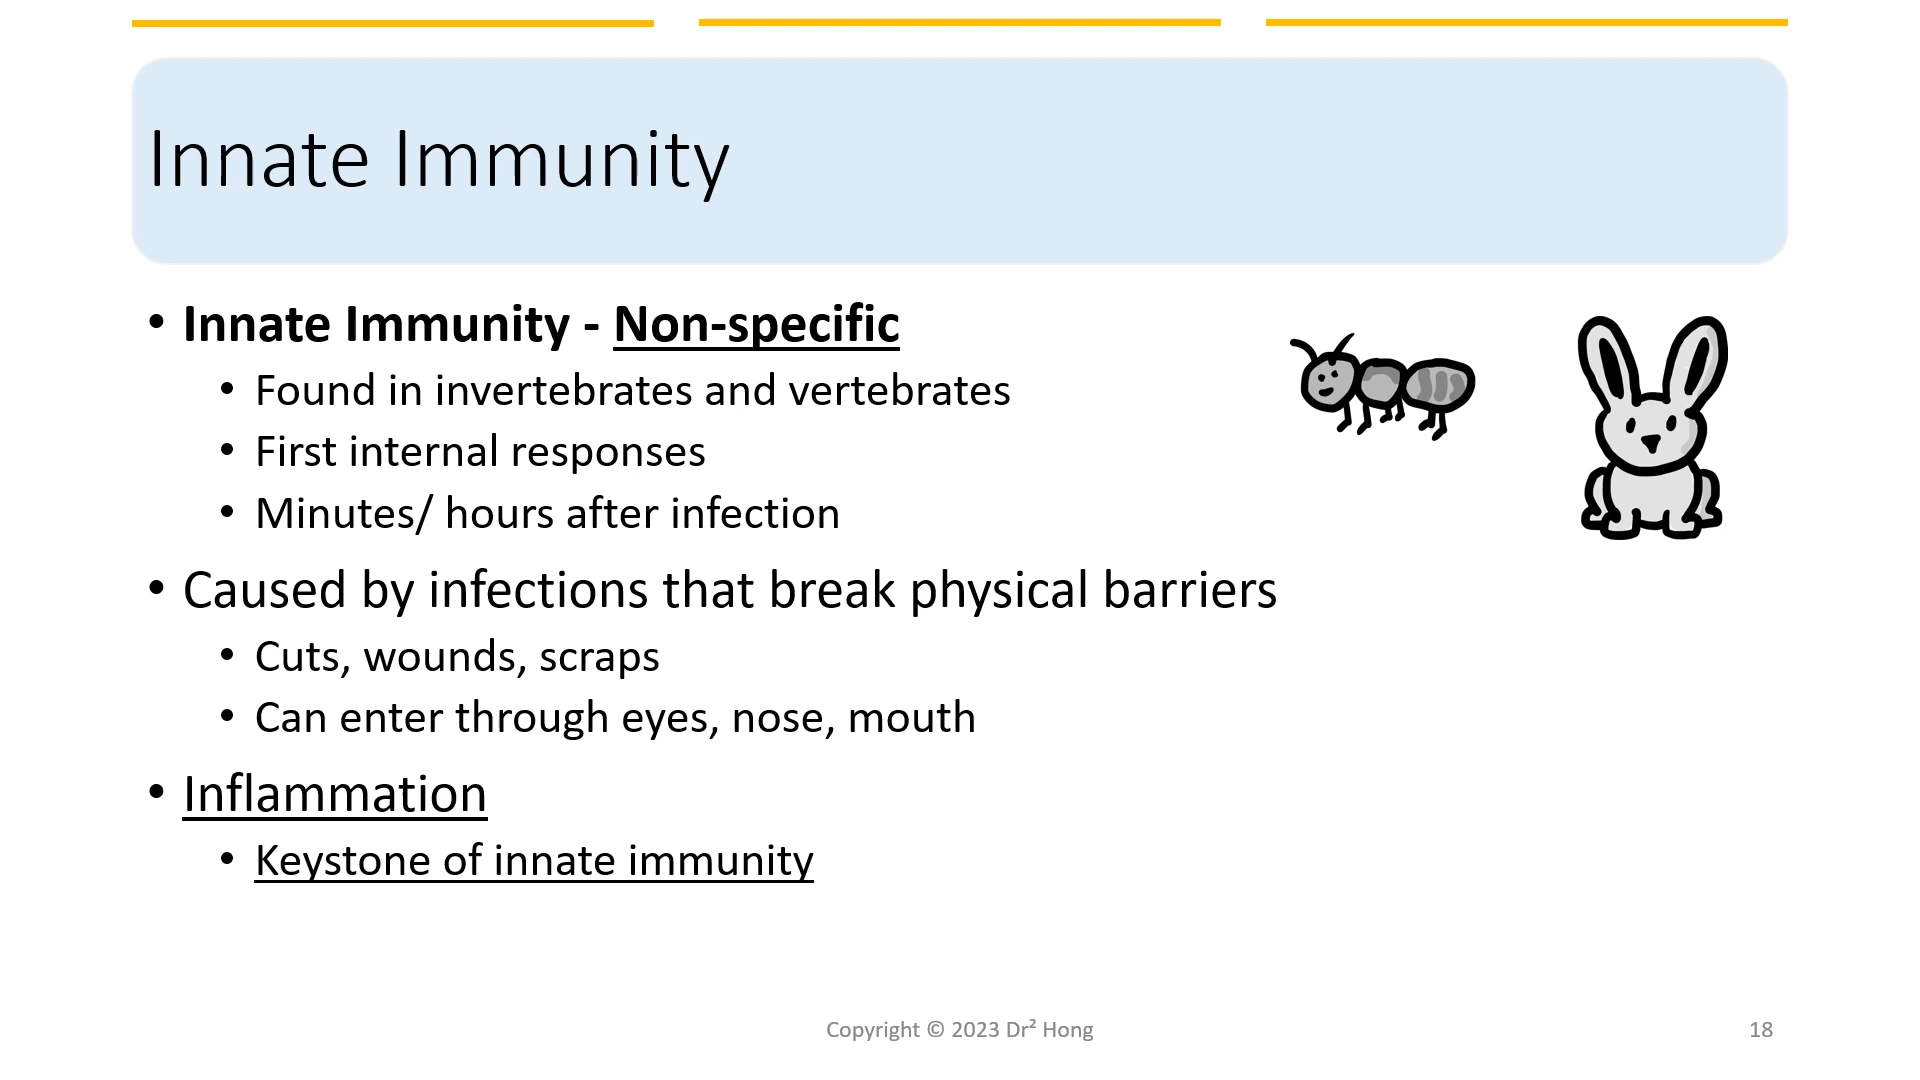 Innate Immunity
• Innate Immunity - Non-specific
• Found in invertebrates and vertebrates
• First internal responses
• Minutes/ hours after infection
• Caused by infections that break physical barriers
• Cuts, wounds, scraps
• Can enter through eyes, nose, mouth
• Inflammation
• Keystone of innate immunity
Copyright © 2023 Dr² Hong
18